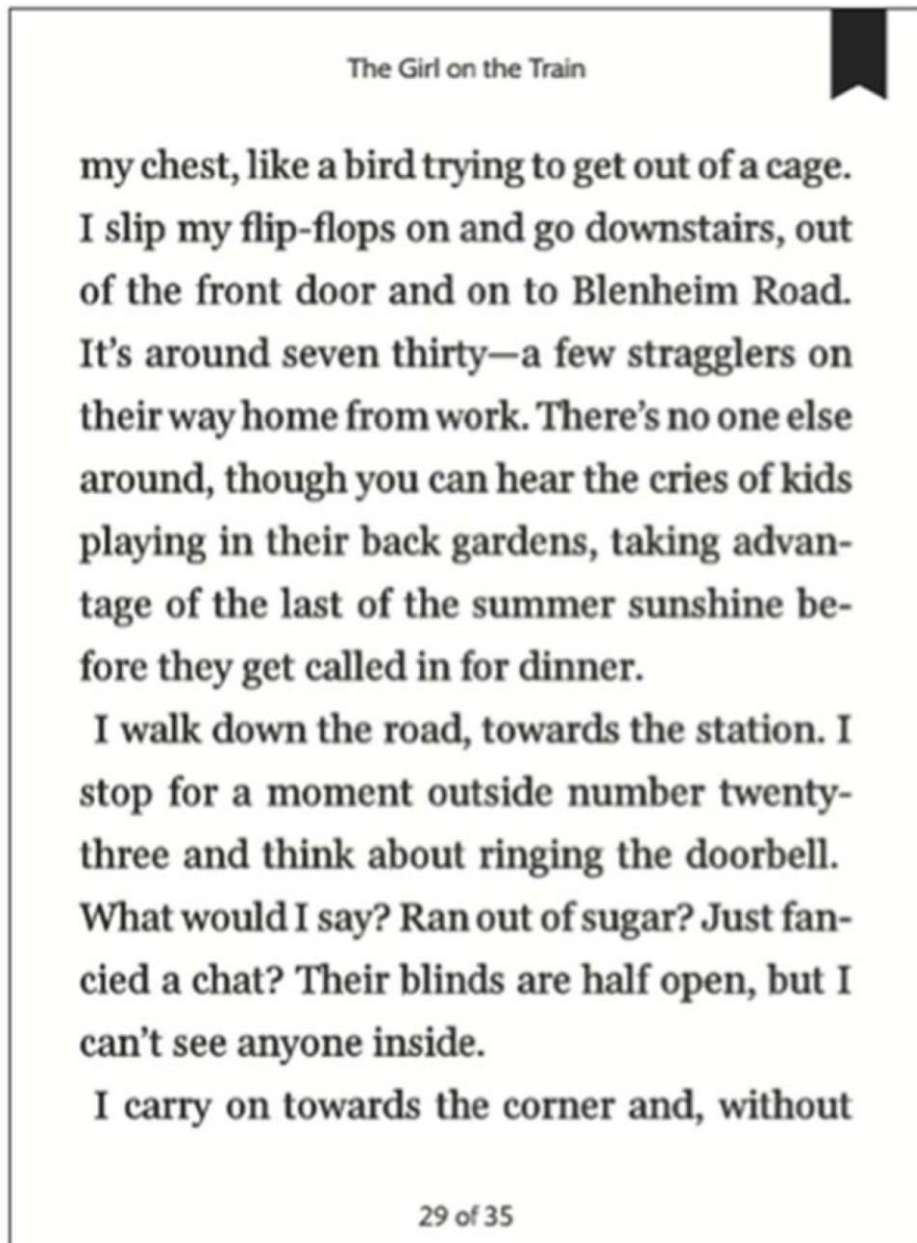 The Girl on the Train
my chest, like a bird trying to get out of a cage.
I slip my flip-flops on and go downstairs, out
of the front door and on to Blenheim Road.
It’s around seven thirty—a few stragglers on
their way home from work. There’s no one else
around, though you can hear the cries of kids
playing in their back gardens, taking advan-
tage of the last of the summer sunshine be-
fore they get called in for dinner.
I walk down the road, towards the station. I
stop for a moment outside number twenty-
three and think about ringing the doorbell.
What would I say? Ran out of sugar? Just fan-
cied a chat? Their blinds are half open, but I
can’t see anyone inside.
I carry on towards the corner and, without
29 of 35